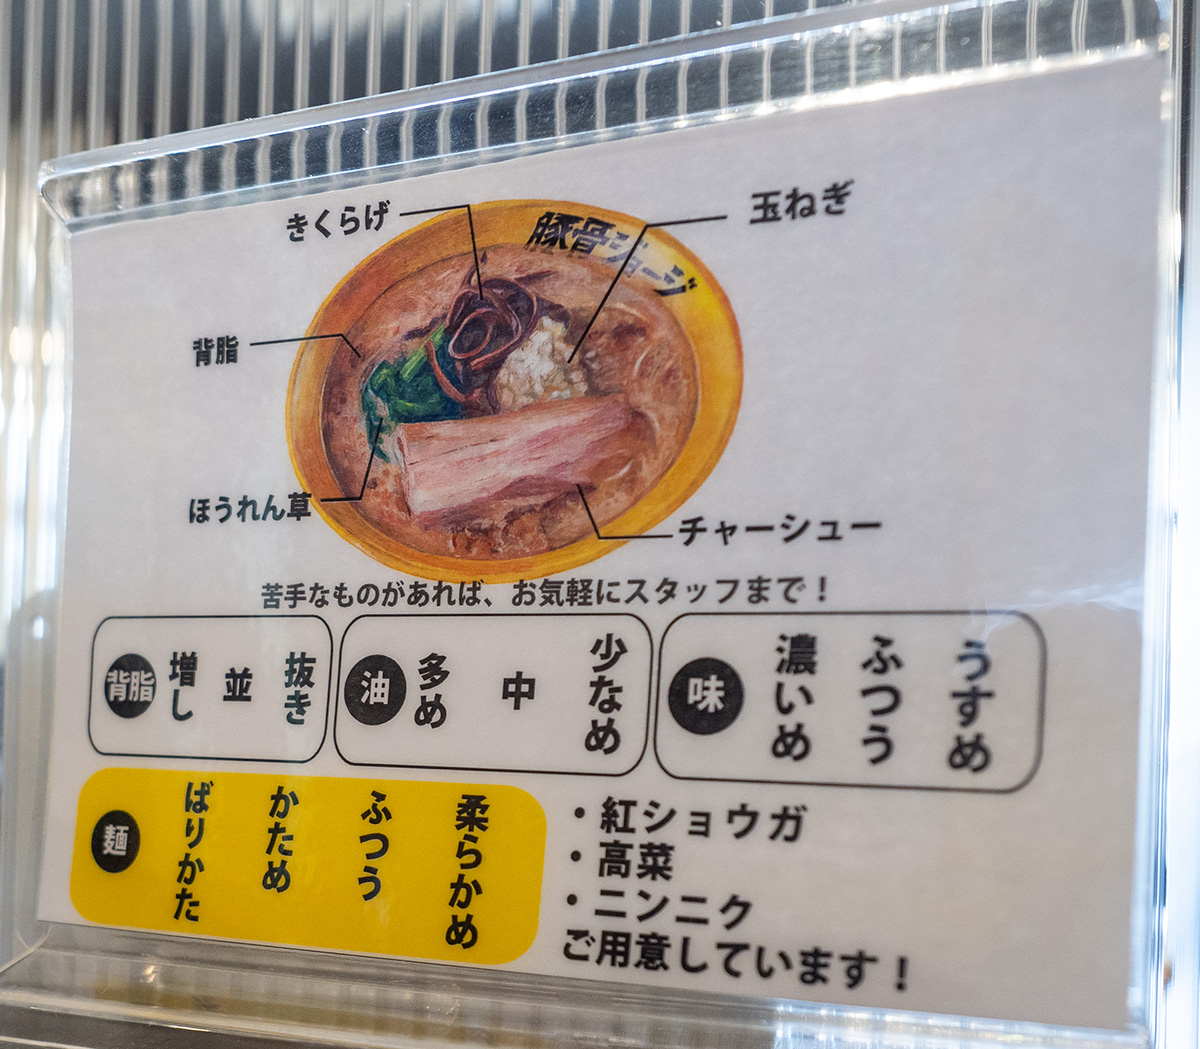 豚骨ジョージ
きくらげ
玉ねぎ
背脂
ほうれん草
チャーシュー
苦手なものがあれば、お気軽にスタッフまで！
背脂 増し 並 抜き
油 多め 中 少なめ
味 濃いめ ふつう うすめ
麺 ばりかた かため ふつう 柔らかめ
・紅ショウガ
・高菜
・ニンニク
ご用意しています！